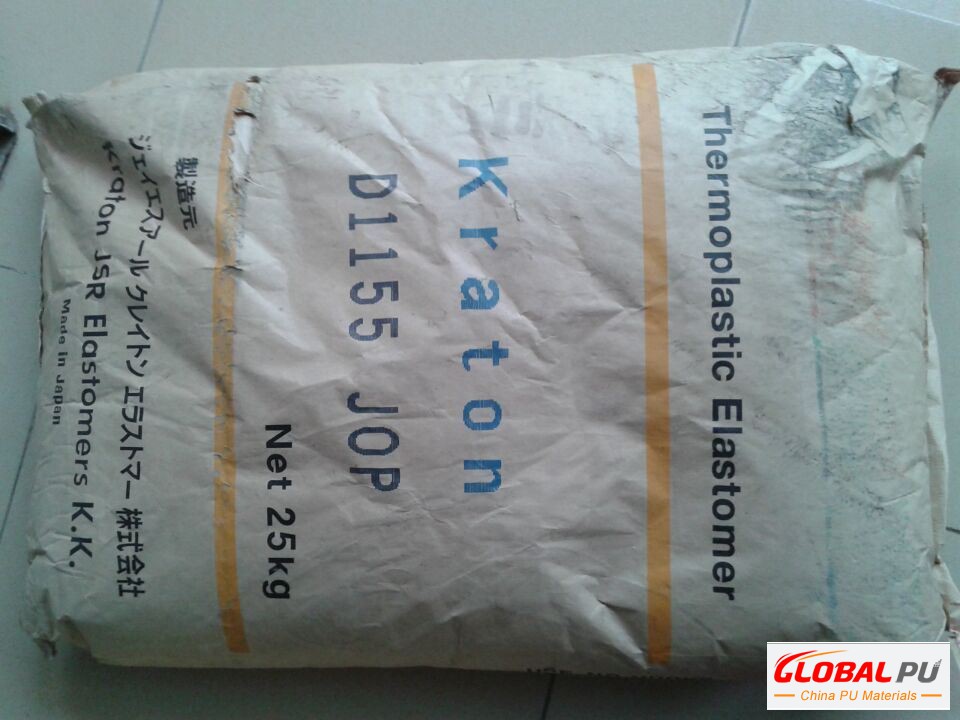 Thermoplastic Elastomer
Kraton
D1155 JOP
Net 25kg
製造元
ジェイエスアール クレイトン エラストマー 株式会社
Kraton JSR Elastomers K.K.
Made in Japan
GLOBAL PU
China PU Materials